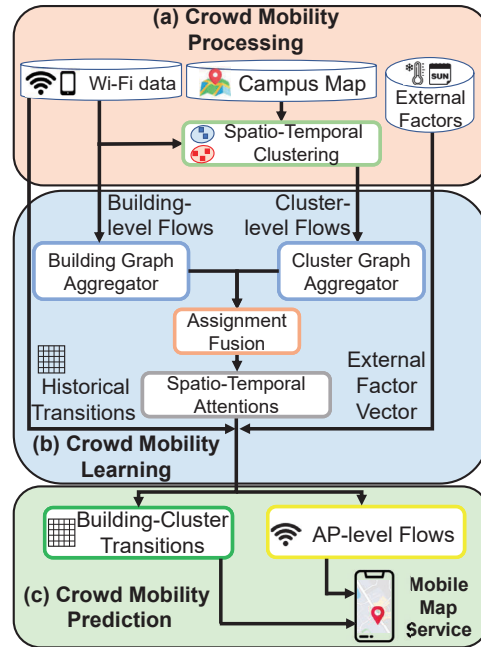 (a) Crowd Mobility
Processing
Wi-Fi data
Campus Map
SUN
External
Factors
Spatio-Temporal
Clustering
Building-
level Flows
Cluster-
level Flows
Building Graph
Aggregator
Cluster Graph
Aggregator
Assignment
Fusion
Historical
Transitions
Spatio-Temporal
Attentions
External
Factor
Vector
(b) Crowd Mobility
Learning
Building-Cluster
Transitions
AP-level Flows
(c) Crowd Mobility
Prediction
Mobile
Map
Service